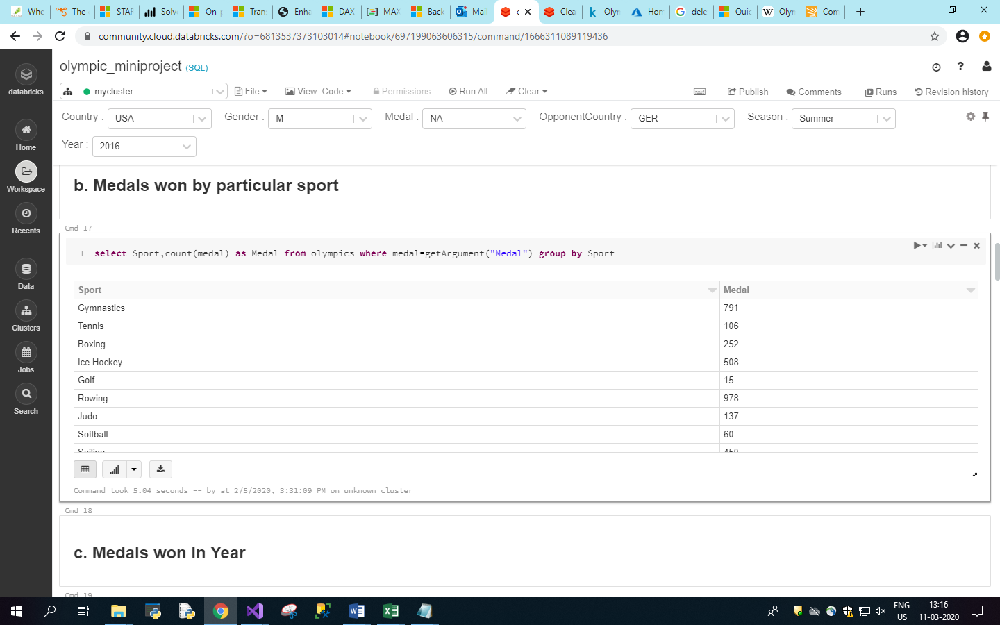 Whe
The
STAF
Solv
On-p
Tran
Enha
DAX
MAX
Back
Mail
c
Clea
Olyn
Hom
dele
Quic
Olyn
Com
community.cloud.databricks.com/?o=6813537373103014#notebook/697199063606315/command/1666311089119436
databricks
Home
Workspace
Recents
Data
Clusters
Jobs
Search
olympic_miniproject (SQL)
mycluster File View: Code Permissions Run All Clear Publish Comments Runs Revision history
Country : USA Gender : M Medal : NA OpponentCountry : GER Season : Summer
Year : 2016
b. Medals won by particular sport
Cmd 17
1 select Sport,count(medal) as Medal from olympics where medal=getArgument("Medal") group by Sport
Sport Medal
Gymnastics 791
Tennis 106
Boxing 252
Ice Hockey 508
Golf 15
Rowing 978
Judo 137
Softball 60
Sailing 450
Command took 5.04 seconds -- by at 2/5/2020, 3:31:09 PM on unknown cluster
Cmd 18
c. Medals won in Year
Cmd 19
ENG
US
13:16
11-03-2020